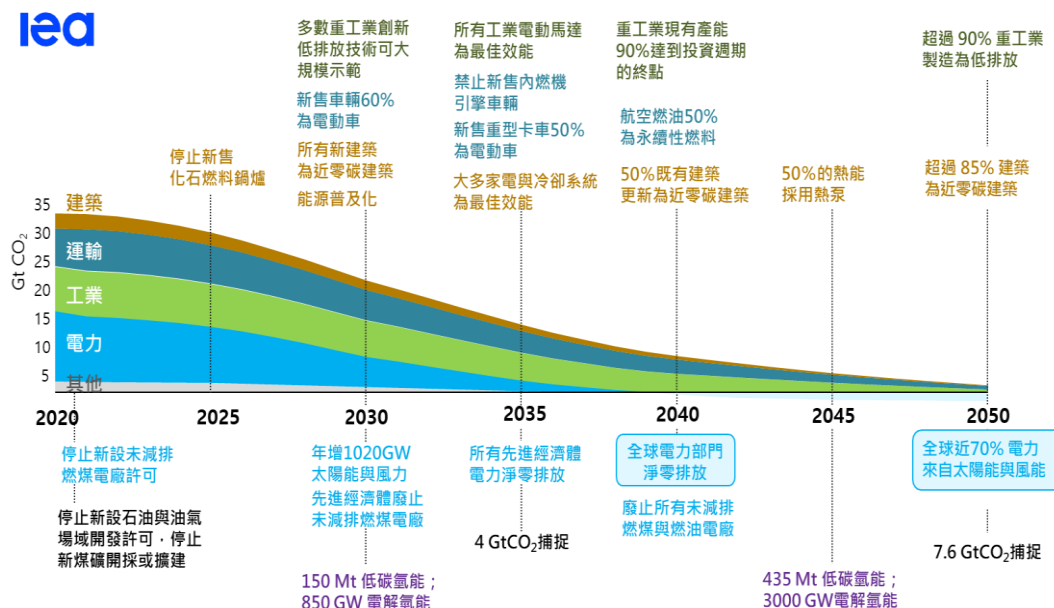 iea
多數重工業創新
低排放技術可大
規模示範
新售車輛60%
為電動車
所有新建築
為近零碳建築
能源普及化
所有工業電動馬達
為最佳效能
禁止新售內燃機
引擎車輛
新售重型卡車50%
為電動車
大多家電與冷卻系統
為最佳效能
重工業現有產能
90%達到投資週期
的終點
航空燃油50%
為永續性燃料
50%既有建築
更新為近零碳建築
50%的熱能
採用熱泵
超過 90% 重工業
製造為低排放
超過 85% 建築
為近零碳建築
停止新售
化石燃料鍋爐
Gt CO₂
35
30
25
20
15
10
5
建築
運輸
工業
電力
其他
2020
2025
2030
2035
2040
2045
2050
停止新設未減排
燃煤電廠許可
停止新設石油與油氣
場域開發許可，停止
新煤礦開採或擴建
年增1020GW
太陽能與風力
先進經濟體廢止
未減排燃煤電廠
150 Mt 低碳氫能；
850 GW 電解氫能
所有先進經濟體
電力淨零排放
4 GtCO₂捕捉
全球電力部門
淨零排放
廢止所有未減排
燃煤與燃油電廠
435 Mt 低碳氫能；
3000 GW電解氫能
全球近70% 電力
來自太陽能與風能
7.6 GtCO₂捕捉